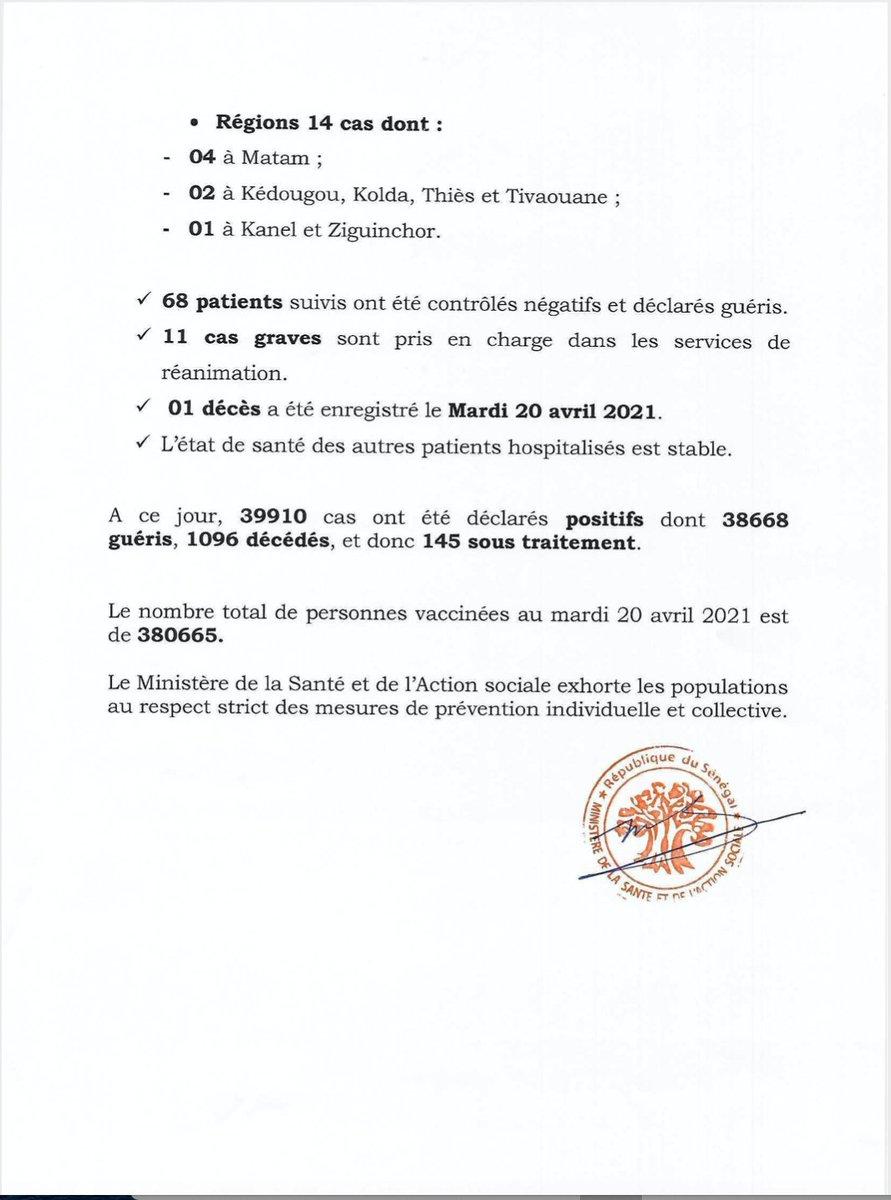 • Régions 14 cas dont :
- 04 à Matam ;
- 02 à Kédougou, Kolda, Thiès et Tivaouane ;
- 01 à Kanel et Ziguinchor.
✓ 68 patients suivis ont été contrôlés négatifs et déclarés guéris.
✓ 11 cas graves sont pris en charge dans les services de
réanimation.
✓ 01 décès a été enregistré le Mardi 20 avril 2021.
✓ L’état de santé des autres patients hospitalisés est stable.
A ce jour, 39910 cas ont été déclarés positifs dont 38668
guéris, 1096 décédés, et donc 145 sous traitement.
Le nombre total de personnes vaccinées au mardi 20 avril 2021 est
de 380665.
Le Ministère de la Santé et de l’Action sociale exhorte les populations
au respect strict des mesures de prévention individuelle et collective.
★ République du Sénégal ★
MINISTÈRE DE LA SANTE ET DE L'ACTION SOCIALE